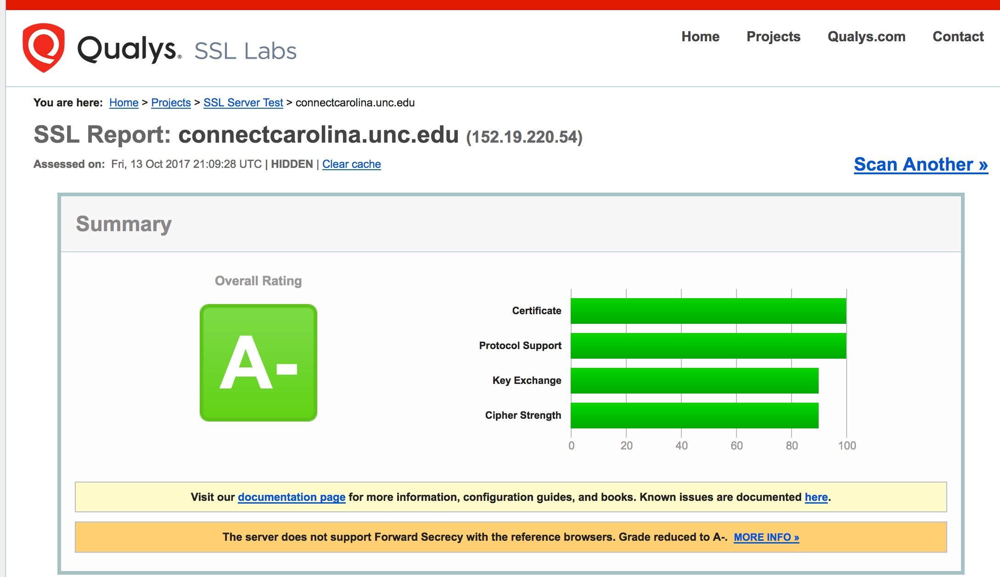 Qualys® SSL Labs
Home Projects Qualys.com Contact
You are here: Home > Projects > SSL Server Test > connectcarolina.unc.edu
SSL Report: connectcarolina.unc.edu (152.19.220.54)
Assessed on: Fri, 13 Oct 2017 21:09:28 UTC | HIDDEN | Clear cache
Scan Another »
Summary
Overall Rating
A-
Certificate
Protocol Support
Key Exchange
Cipher Strength
0 20 40 60 80 100
Visit our documentation page for more information, configuration guides, and books. Known issues are documented here.
The server does not support Forward Secrecy with the reference browsers. Grade reduced to A-. MORE INFO »